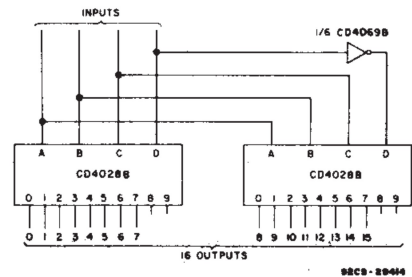 INPUTS
1/6 CD4069B
A B C D
A B C D
CD4028B
CD4028B
0 1 2 3 4 5 6 7 8 9
0 1 2 3 4 5 6 7 8 9
0 1 2 3 4 5 6 7
8 9 10 11 12 13 14 15
16 OUTPUTS
92CS-29414